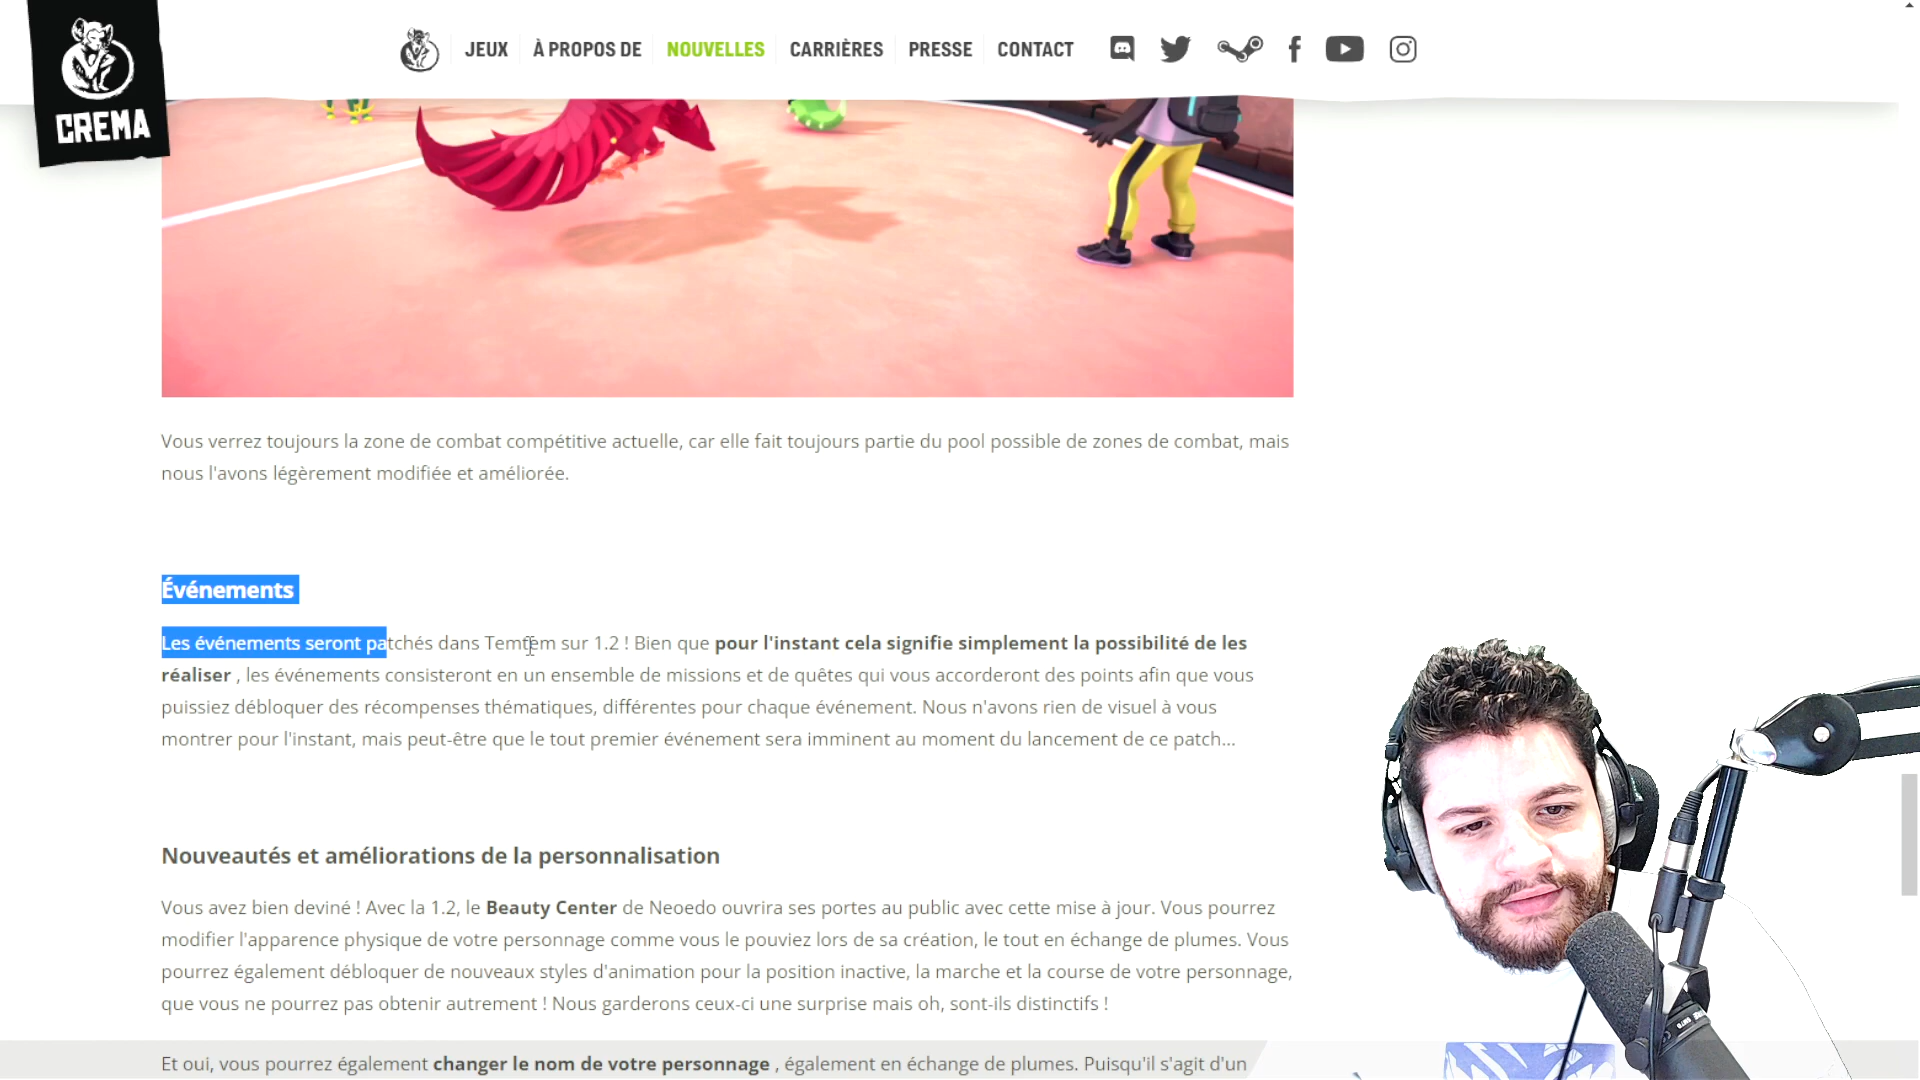 CREMA
JEUX À PROPOS DE NOUVELLES CARRIÈRES PRESSE CONTACT
Vous verrez toujours la zone de combat compétitive actuelle, car elle fait toujours partie du pool possible de zones de combat, mais
nous l'avons légèrement modifiée et améliorée.
Événements
Les événements seront patchés dans Temtem sur 1.2 ! Bien que pour l'instant cela signifie simplement la possibilité de les
réaliser , les événements consisteront en un ensemble de missions et de quêtes qui vous accorderont des points afin que vous
puissiez débloquer des récompenses thématiques, différentes pour chaque événement. Nous n'avons rien de visuel à vous
montrer pour l'instant, mais peut-être que le tout premier événement sera imminent au moment du lancement de ce patch...
Nouveautés et améliorations de la personnalisation
Vous avez bien deviné ! Avec la 1.2, le Beauty Center de Neoedo ouvrira ses portes au public avec cette mise à jour. Vous pourrez
modifier l'apparence physique de votre personnage comme vous le pouviez lors de sa création, le tout en échange de plumes. Vous
pourrez également débloquer de nouveaux styles d'animation pour la position inactive, la marche et la course de votre personnage,
que vous ne pourrez pas obtenir autrement ! Nous garderons ceux-ci une surprise mais oh, sont-ils distinctifs !
Et oui, vous pourrez également changer le nom de votre personnage , également en échange de plumes. Puisqu'il s'agit d'un